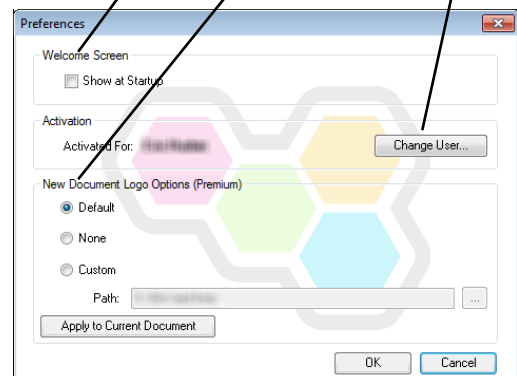 Preferences
Welcome Screen
Show at Startup
Activation
Activated For:
Change User...
New Document Logo Options (Premium)
Default
None
Custom
Path:
...
Apply to Current Document
OK
Cancel